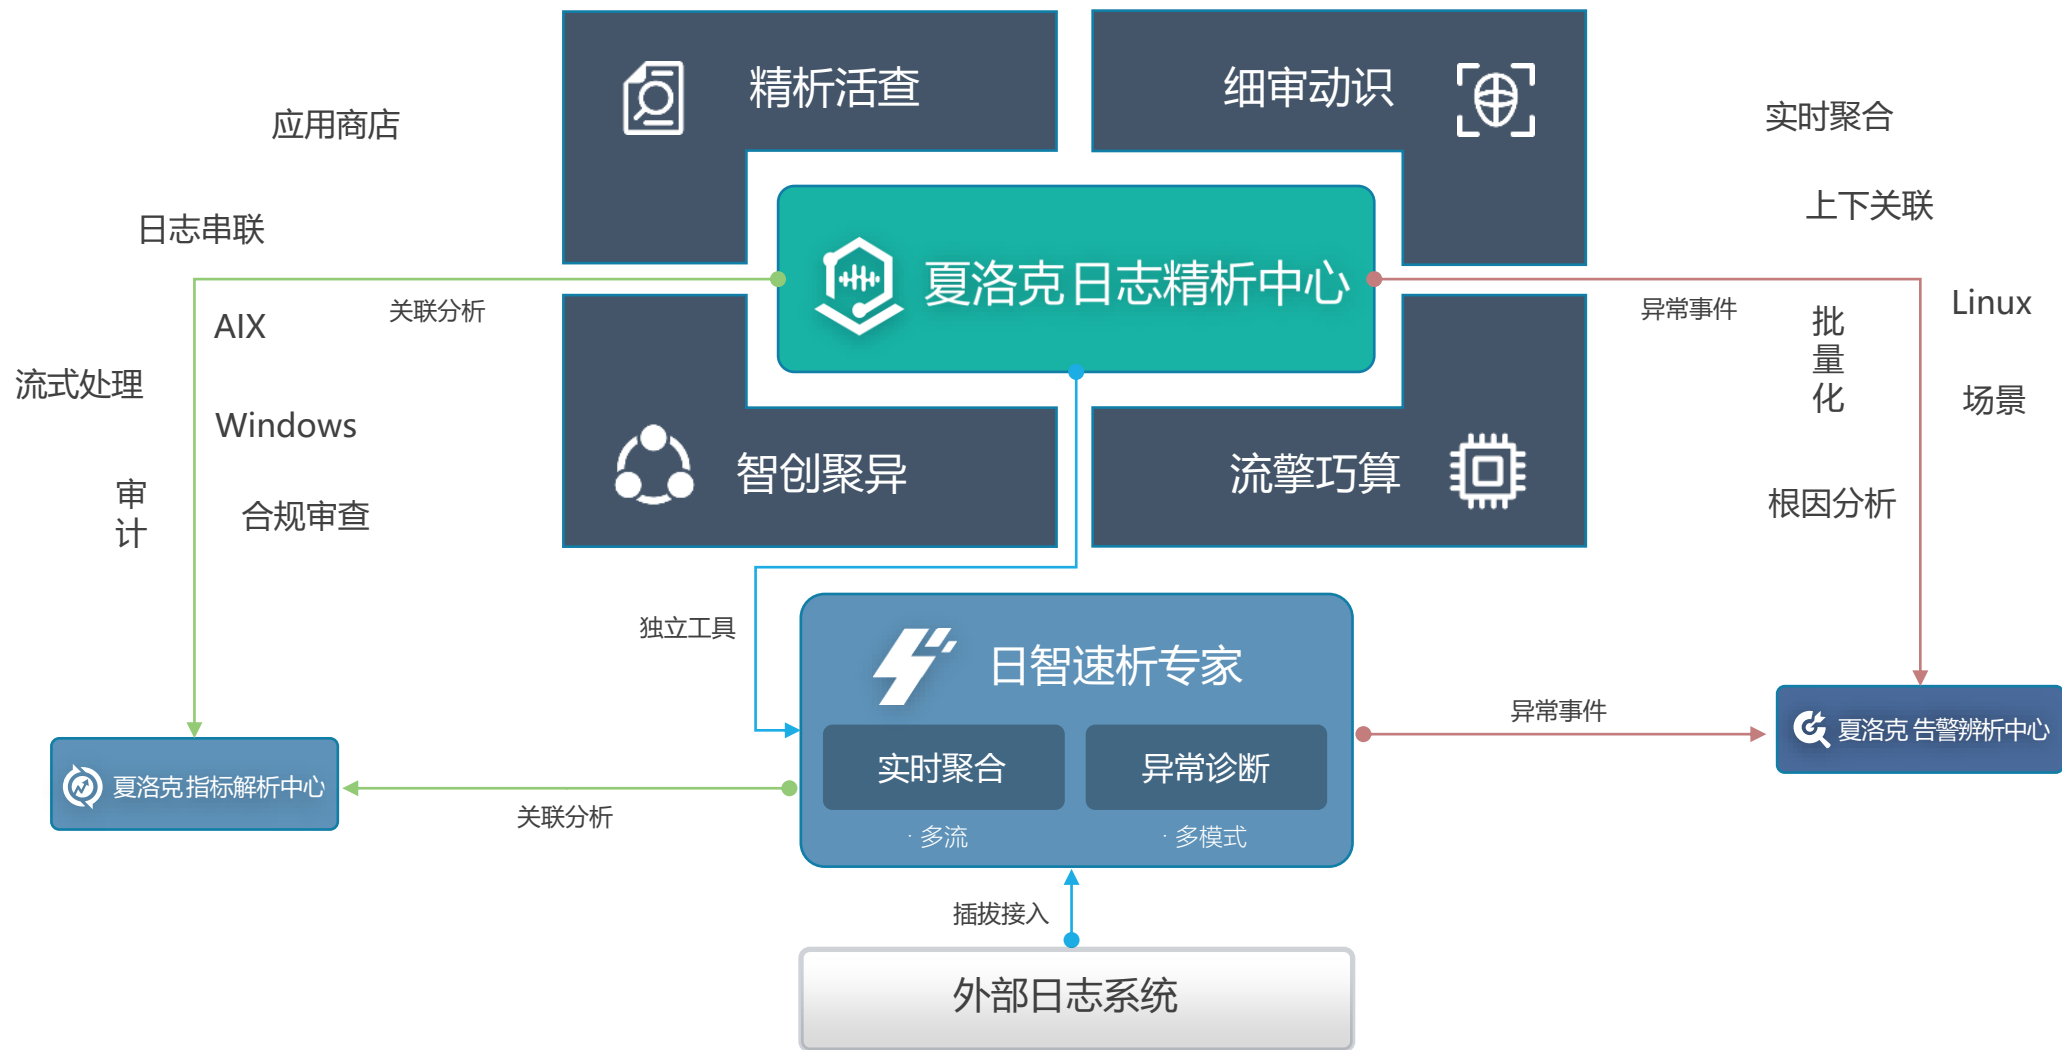 精析活查
细审动识
应用商店
实时聚合
日志串联
上下关联
夏洛克日志精析中心
关联分析
异常事件
AIX
Linux
批量化
流式处理
场景
Windows
智创聚异
流擎巧算
审计
合规审查
根因分析
独立工具
日智速析专家
异常事件
夏洛克 告警辨析中心
实时聚合
异常诊断
夏洛克 指标解析中心
关联分析
· 多流
· 多模式
插拔接入
外部日志系统